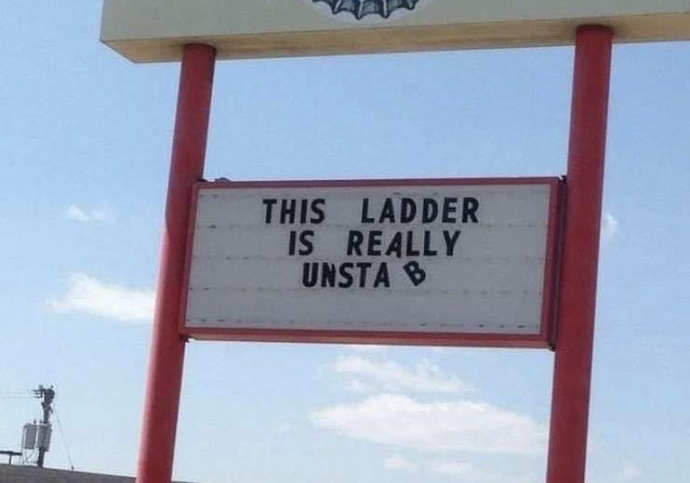 THIS LADDER
IS REALLY
UNSTA B